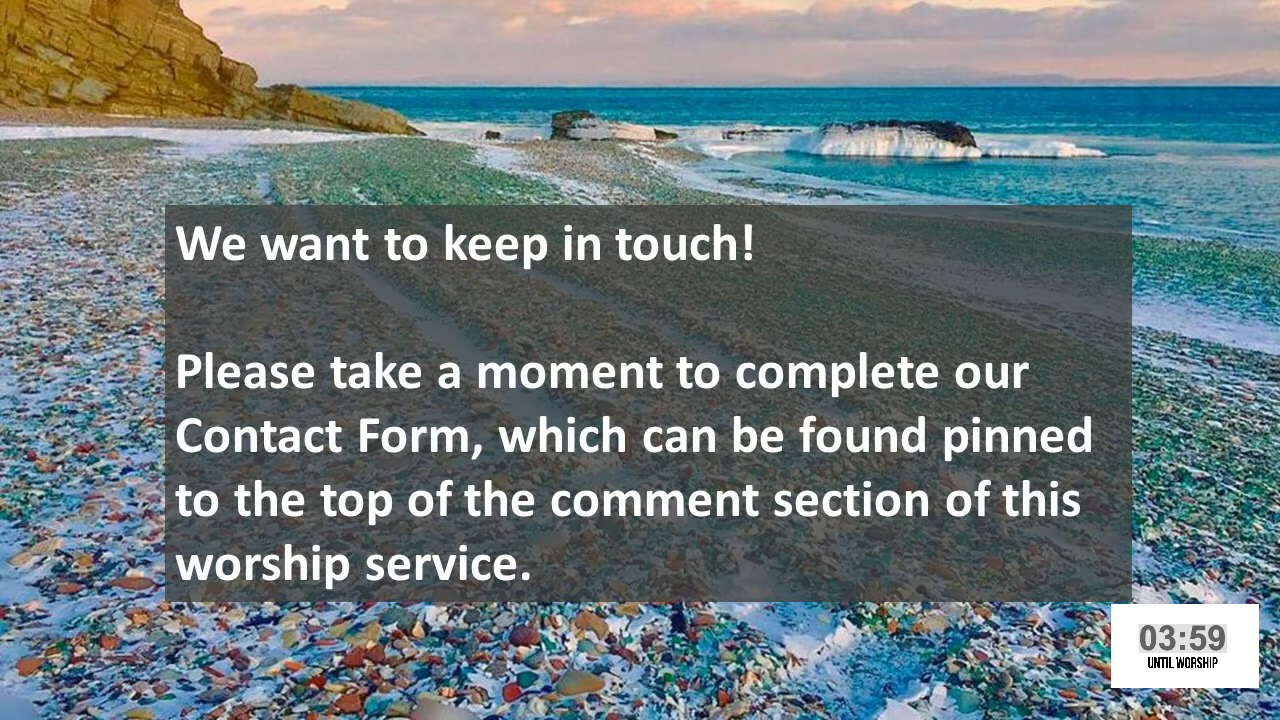 We want to keep in touch!
Please take a moment to complete our
Contact Form, which can be found pinned
to the top of the comment section of this
worship service.
03:59
UNTIL WORSHIP